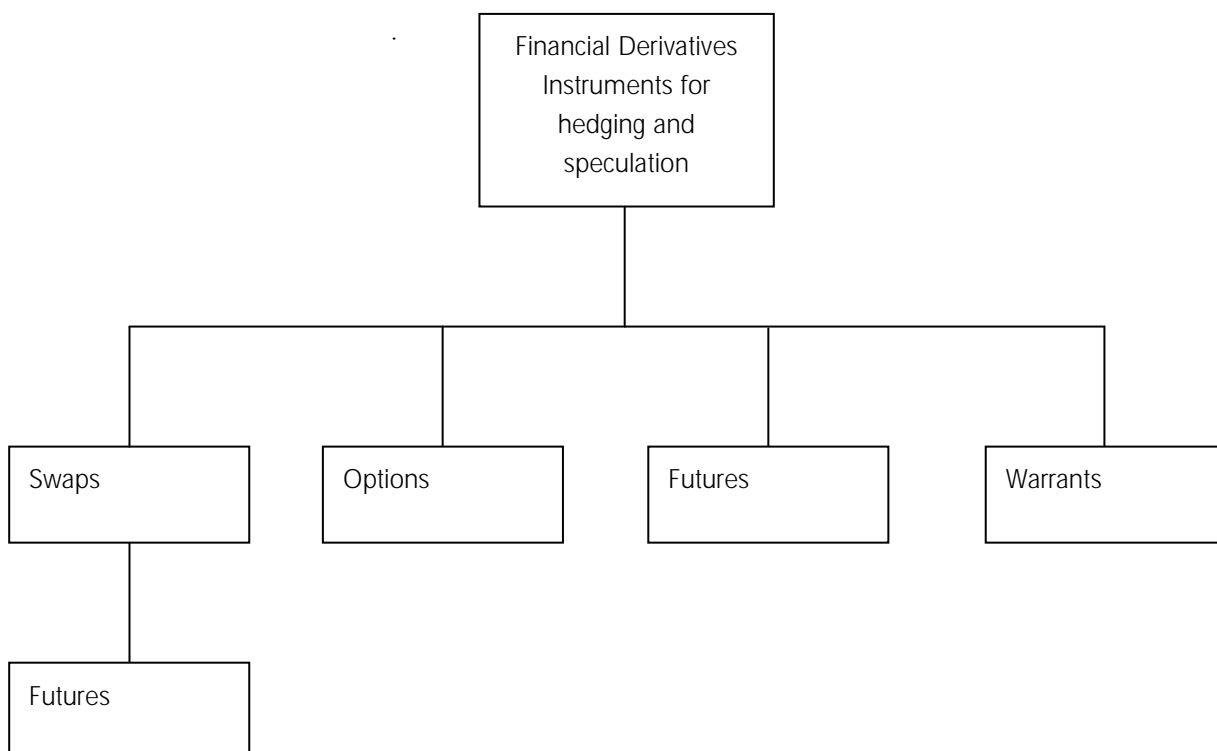 Financial Derivatives
Instruments for
hedging and
speculation
Swaps
Options
Futures
Warrants
Futures